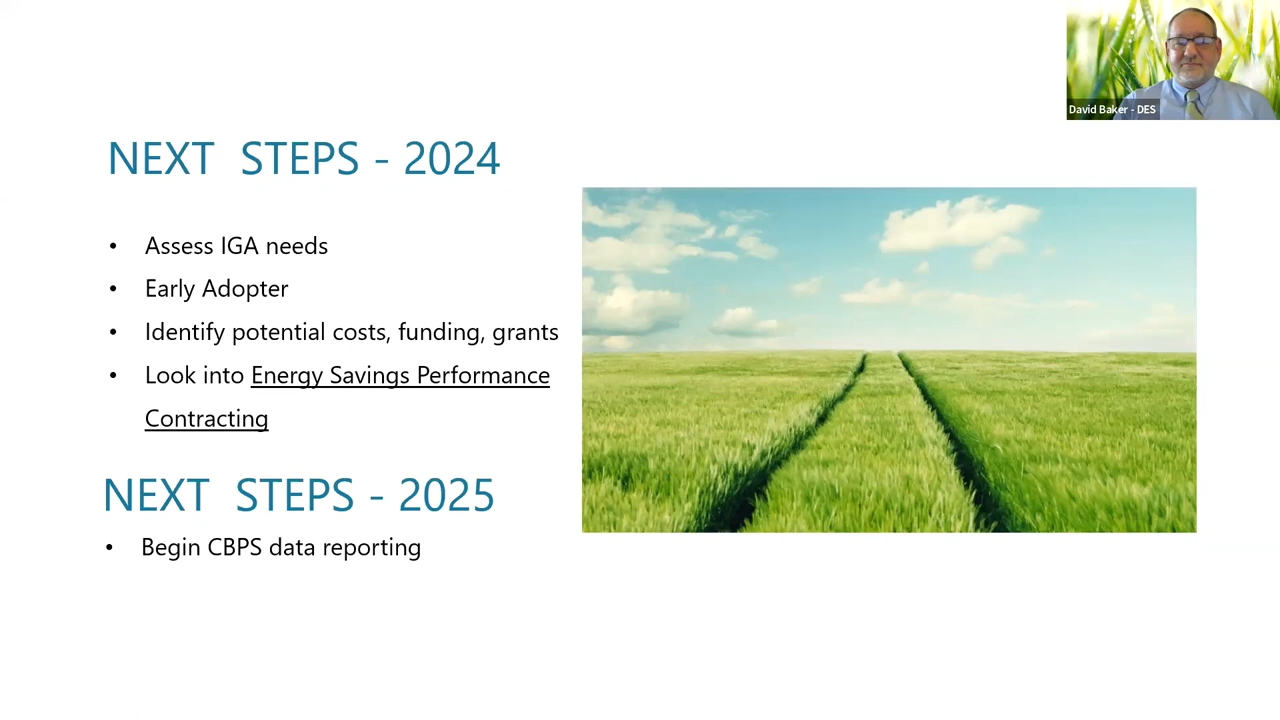 David Baker - DES
NEXT STEPS - 2024
• Assess IGA needs
• Early Adopter
• Identify potential costs, funding, grants
• Look into Energy Savings Performance
Contracting
NEXT STEPS - 2025
• Begin CBPS data reporting